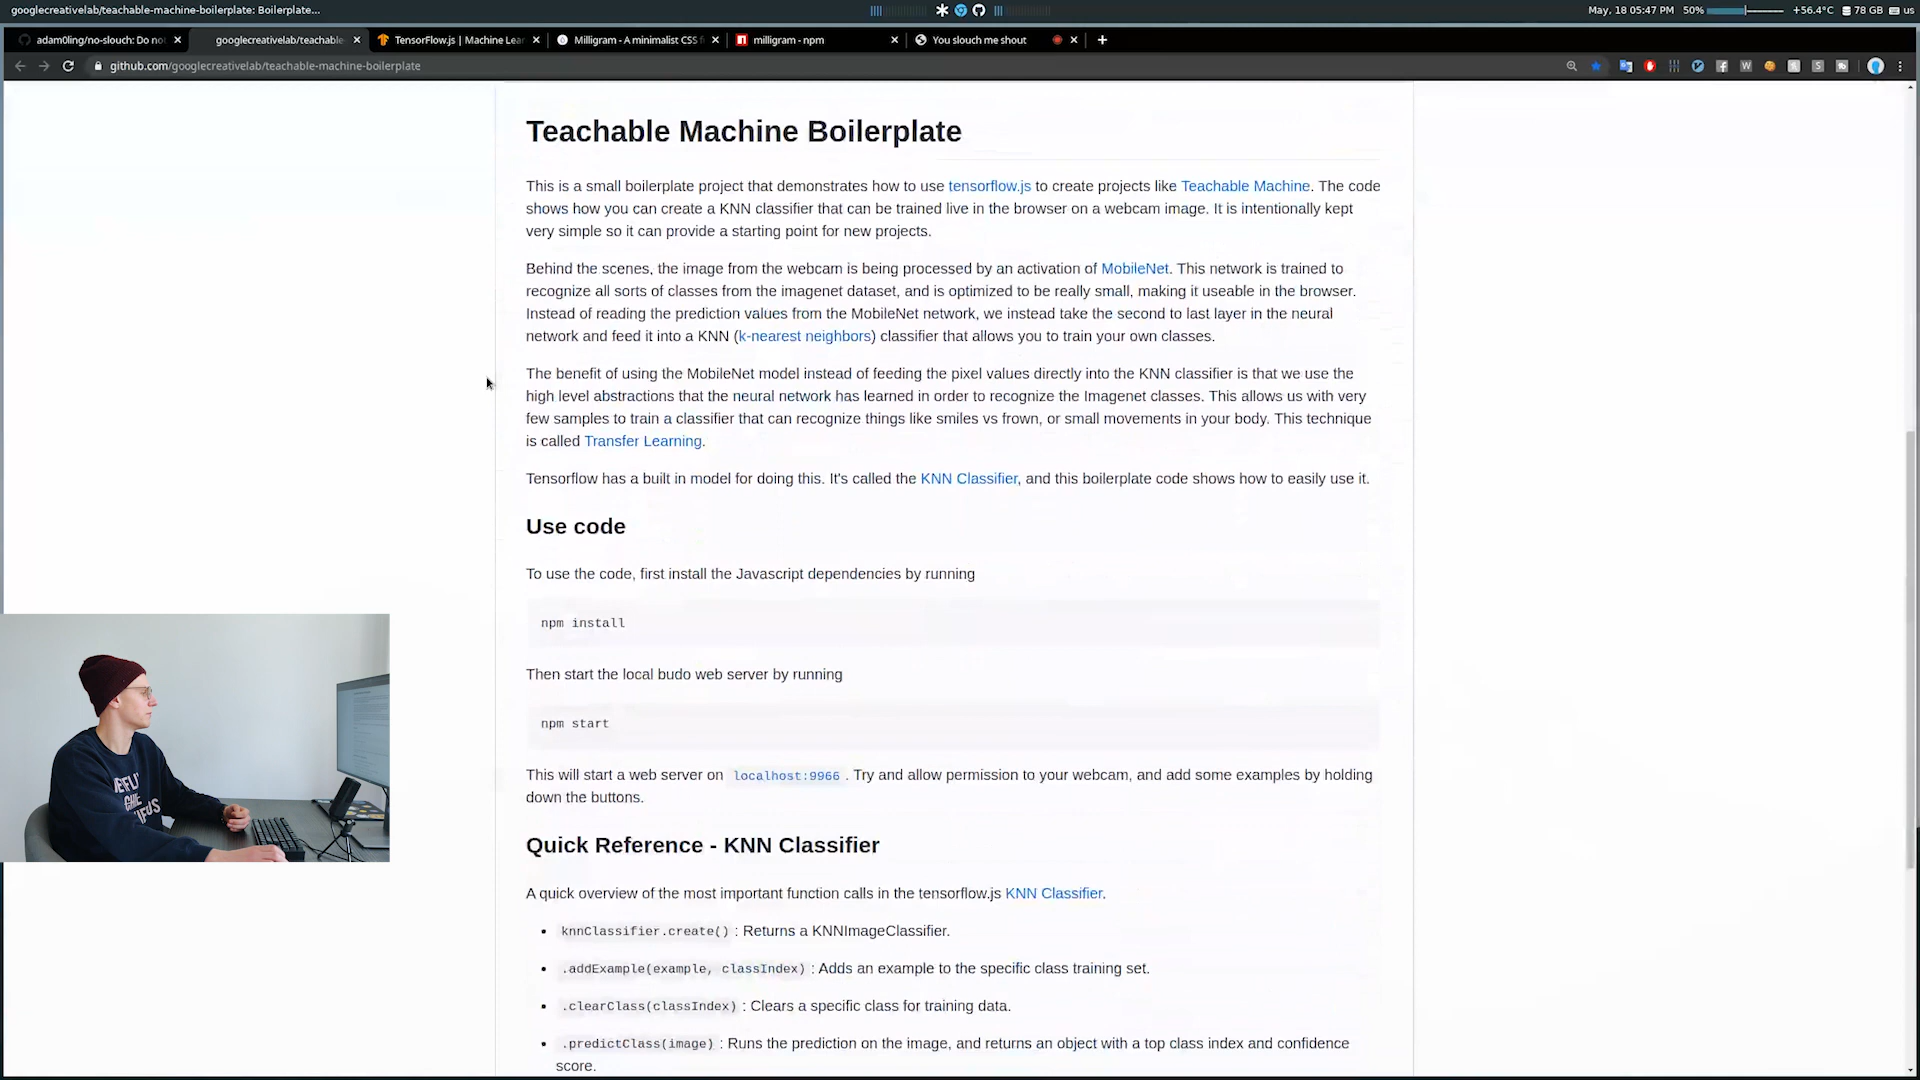 googlecreativelab/teachable-machine-boilerplate: Boilerplate...
May, 18 05:47 PM 50% +56.4°C 78 GB us
adam0ling/no-slouch: Do no
googlecreativelab/teachable-
TensorFlow.js | Machine Lear
Milligram - A minimalist CSS f
milligram - npm
You slouch me shout
github.com/googlecreativelab/teachable-machine-boilerplate
Teachable Machine Boilerplate
This is a small boilerplate project that demonstrates how to use tensorflow.js to create projects like Teachable Machine. The code
shows how you can create a KNN classifier that can be trained live in the browser on a webcam image. It is intentionally kept
very simple so it can provide a starting point for new projects.
Behind the scenes, the image from the webcam is being processed by an activation of MobileNet. This network is trained to
recognize all sorts of classes from the imagenet dataset, and is optimized to be really small, making it useable in the browser.
Instead of reading the prediction values from the MobileNet network, we instead take the second to last layer in the neural
network and feed it into a KNN (k-nearest neighbors) classifier that allows you to train your own classes.
The benefit of using the MobileNet model instead of feeding the pixel values directly into the KNN classifier is that we use the
high level abstractions that the neural network has learned in order to recognize the Imagenet classes. This allows us with very
few samples to train a classifier that can recognize things like smiles vs frown, or small movements in your body. This technique
is called Transfer Learning.
Tensorflow has a built in model for doing this. It's called the KNN Classifier, and this boilerplate code shows how to easily use it.
Use code
To use the code, first install the Javascript dependencies by running
npm install
Then start the local budo web server by running
npm start
This will start a web server on localhost:9966. Try and allow permission to your webcam, and add some examples by holding
down the buttons.
Quick Reference - KNN Classifier
A quick overview of the most important function calls in the tensorflow.js KNN Classifier.
• knnClassifier.create() : Returns a KNNImageClassifier.
• .addExample(example, classIndex) : Adds an example to the specific class training set.
• .clearClass(classIndex) : Clears a specific class for training data.
• .predictClass(image) : Runs the prediction on the image, and returns an object with a top class index and confidence
score.